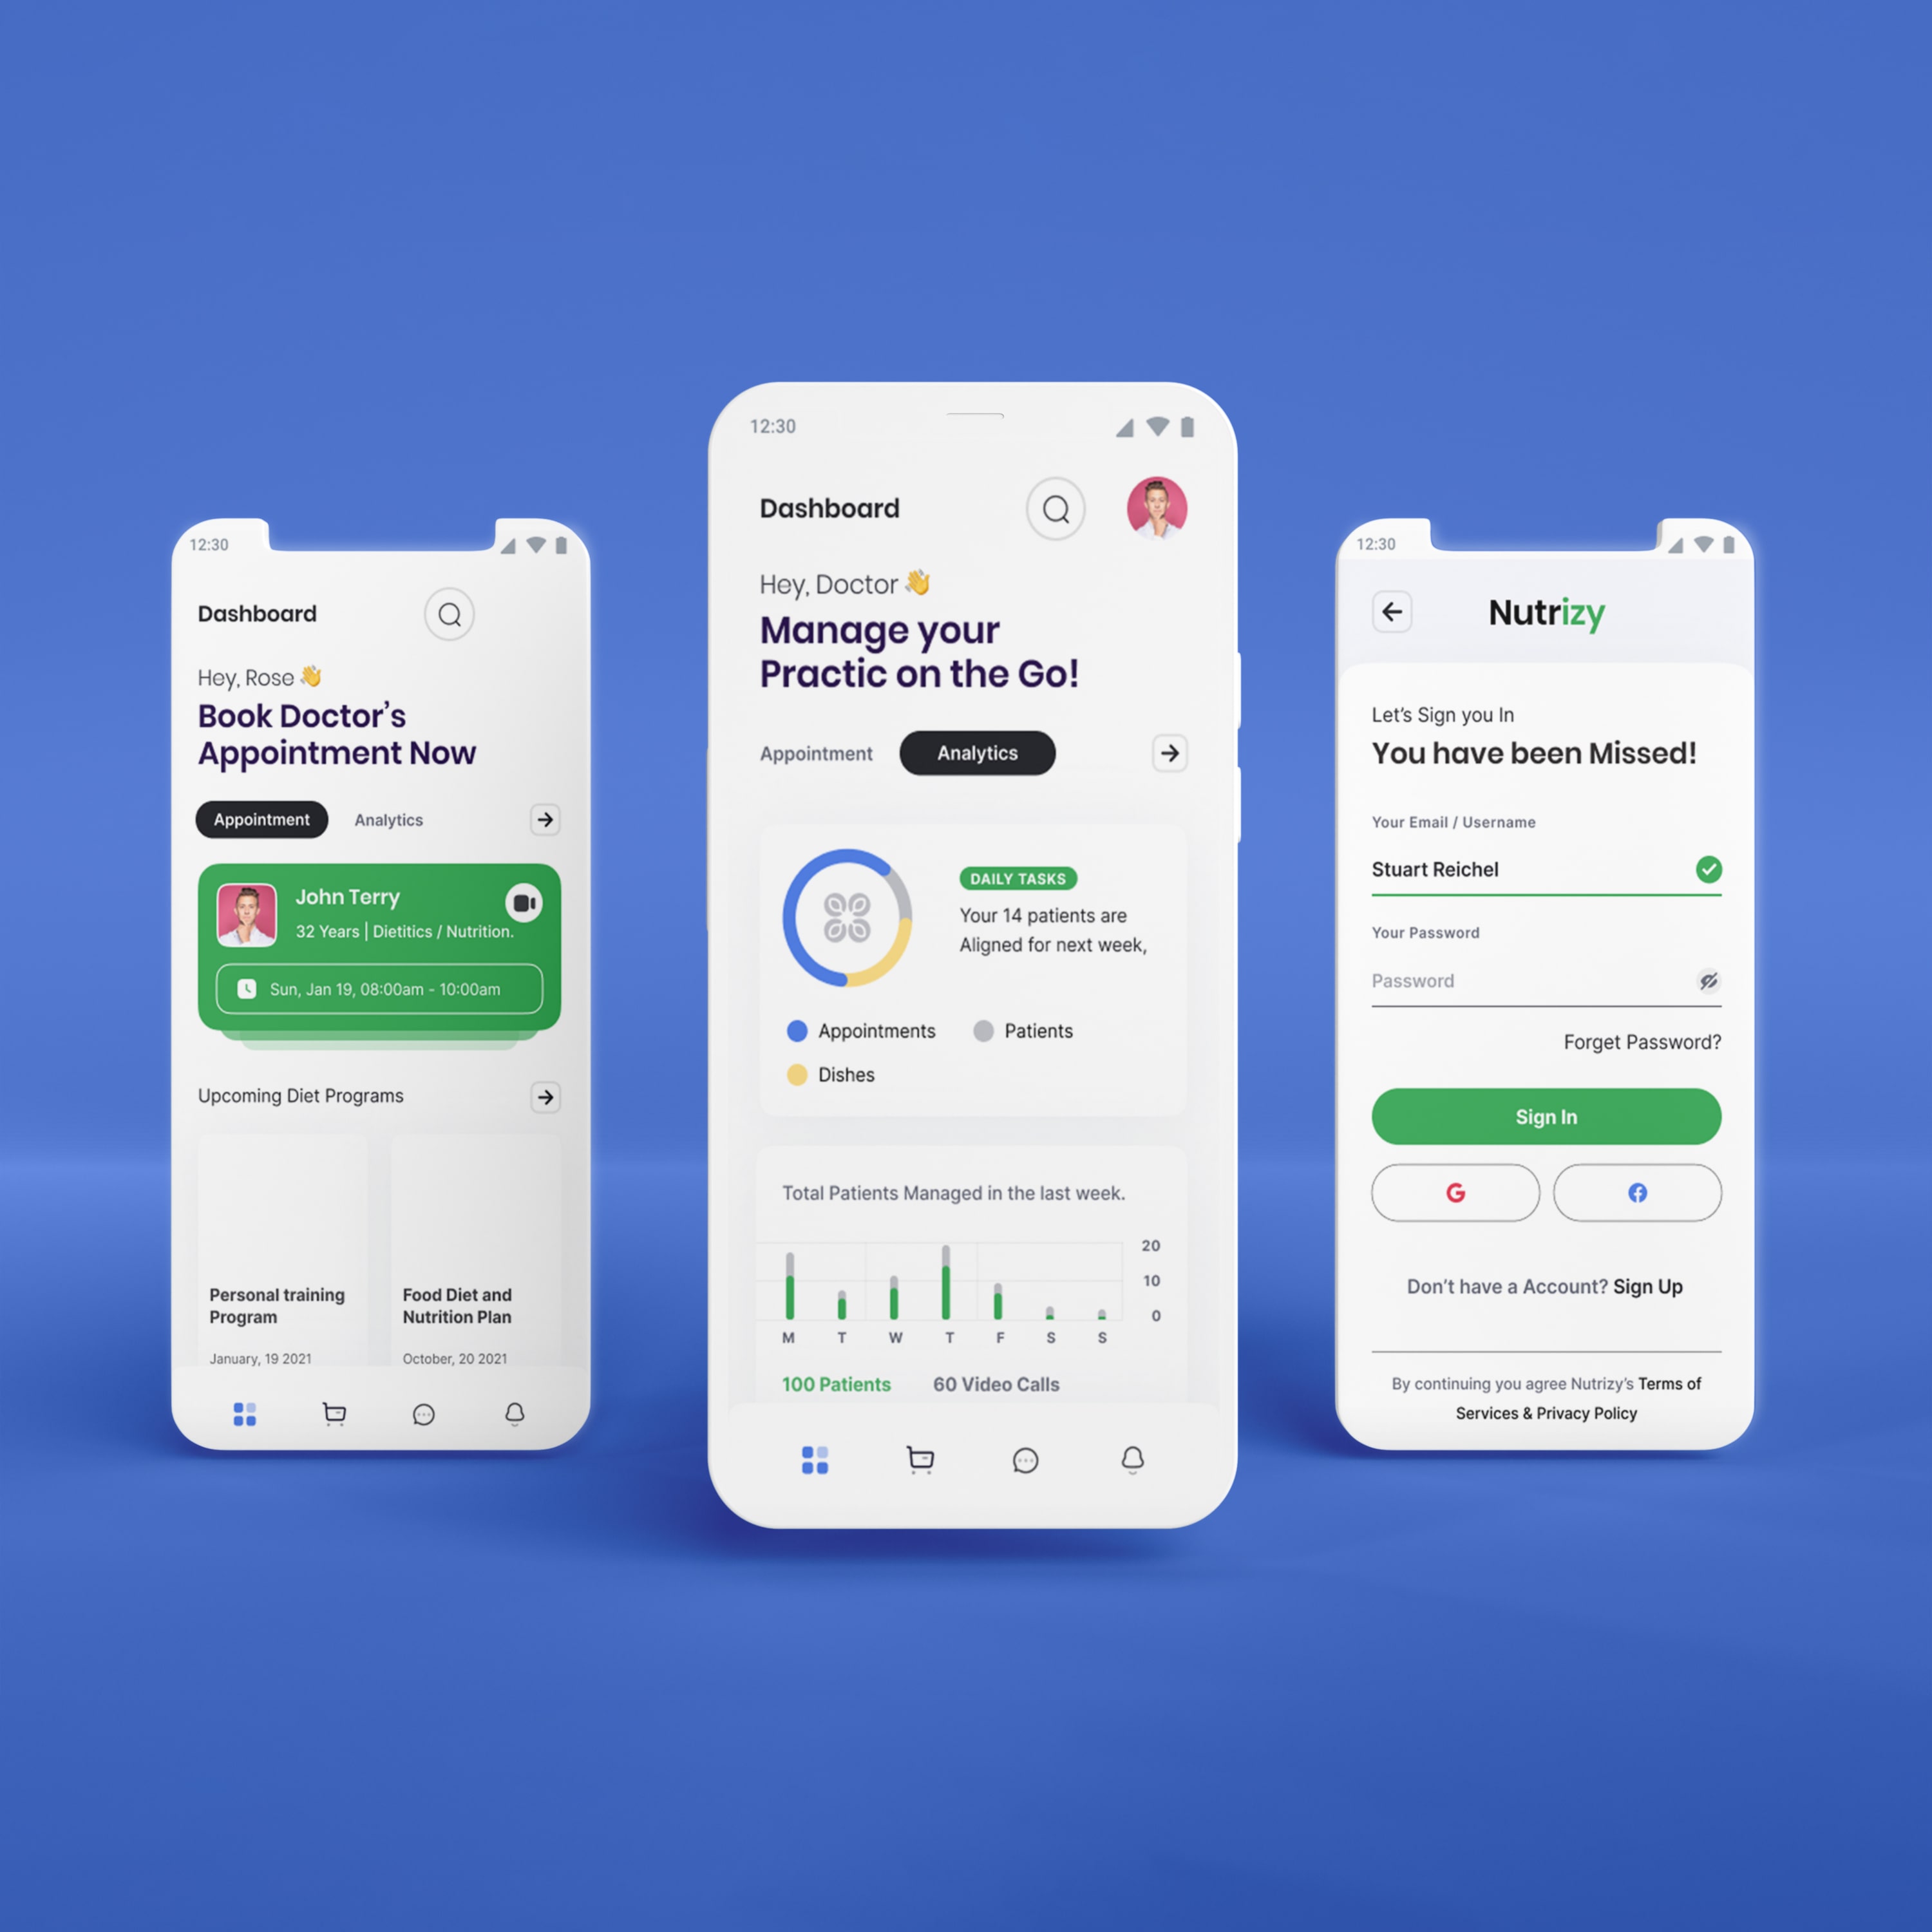 12:30
Dashboard
Hey, Rose 👋
Book Doctor's
Appointment Now
Appointment Analytics
John Terry
32 Years | Dietitics / Nutrition.
Sun, Jan 19, 08:00am - 10:00am
Upcoming Diet Programs
Personal training
Program
January, 19 2021
Food Diet and
Nutrition Plan
October, 20 2021
12:30
Dashboard
Hey, Doctor 👋
Manage your
Practic on the Go!
Appointment Analytics
DAILY TASKS
Your 14 patients are
Aligned for next week,
Appointments Patients
Dishes
Total Patients Managed in the last week.
20
10
0
M T W T F S S
100 Patients 60 Video Calls
12:30
Nutrizy
Let's Sign you In
You have been Missed!
Your Email / Username
Stuart Reichel
Your Password
Password
Forget Password?
Sign In
G f
Don't have a Account? Sign Up
By continuing you agree Nutrizy's Terms of
Services & Privacy Policy